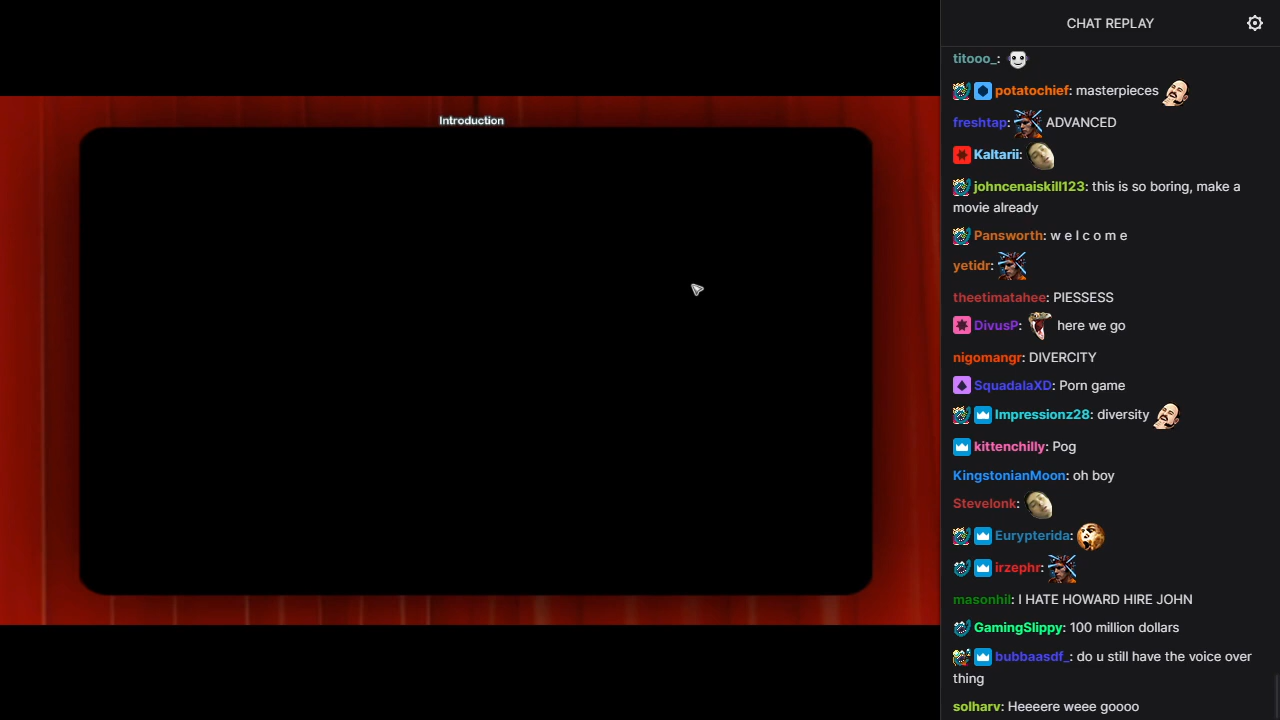 CHAT REPLAY
Introduction
titooo_:
potatochief: masterpieces
freshtap: ADVANCED
Kaltarii:
johncenaiskill123: this is so boring, make a
movie already
Pansworth: w e l c o m e
yetidr:
theetimatahee: PIESSESS
DivusP: here we go
nigomangr: DIVERCITY
SquadalaXD: Porn game
Impressionz28: diversity
kittenchilly: Pog
KingstonianMoon: oh boy
Stevelonk:
Eurypterida:
irzephr:
masonhil: I HATE HOWARD HIRE JOHN
GamingSlippy: 100 million dollars
bubbaasdf_: do u still have the voice over
thing
solharv: Heeeere weee goooo